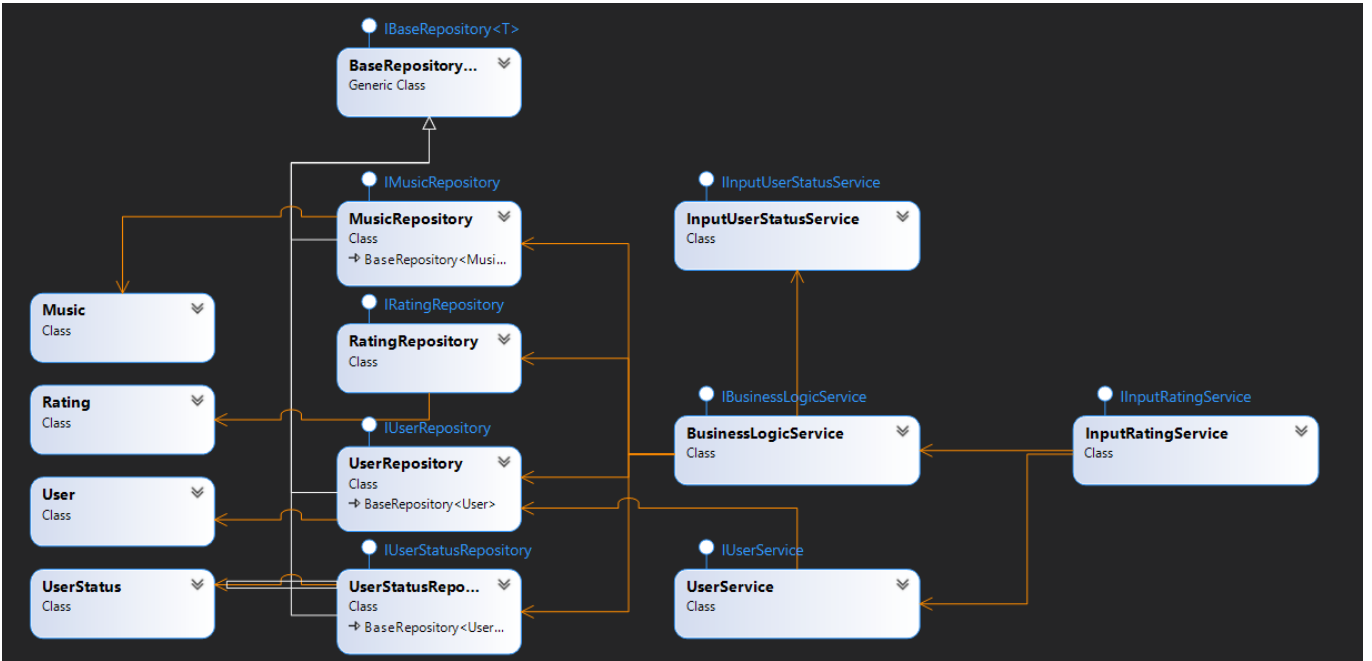 IBaseRepository<T>
BaseRepository...
Generic Class
IMusicRepository
MusicRepository
Class
BaseRepository<Musi...
IInputUserStatusService
InputUserStatusService
Class
Music
Class
IRatingRepository
RatingRepository
Class
Rating
Class
IUserRepository
UserRepository
Class
BaseRepository<User>
IBusinessLogicService
BusinessLogicService
Class
IInputRatingService
InputRatingService
Class
User
Class
IUserStatusRepository
UserStatusRepo...
Class
BaseRepository<User...
IUserService
UserService
Class
UserStatus
Class